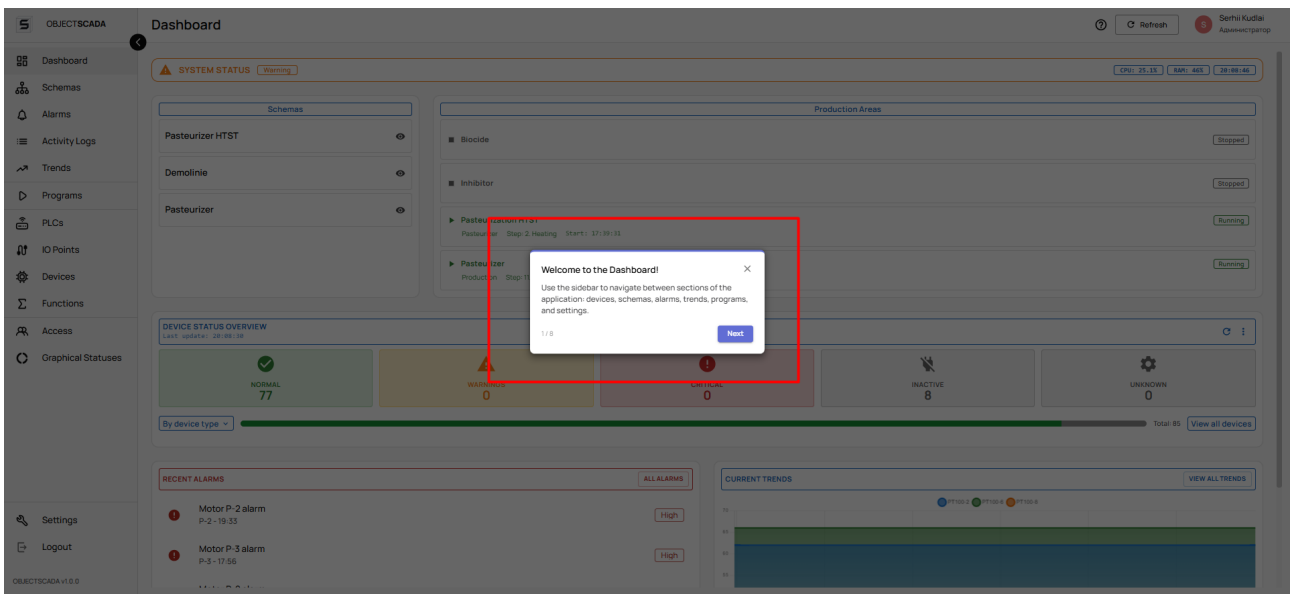 OBJECTSCADA
Dashboard
Refresh
S
Serhii Kudlai
Администратор
Dashboard
Schemas
Alarms
Activity Logs
Trends
Programs
PLCs
IO Points
Devices
Functions
Access
Graphical Statuses
Settings
Logout
OBJECTSCADA v1.0.0
SYSTEM STATUS Warning
RAM: 46% 20:08:46
Schemas
Pasteurizer HTST
Demolinie
Pasteurizer
Production Areas
Biocide Stopped
Inhibitor Stopped
Pasteurization HTST Running
Pasteurizer Step: 2. Heating Start: 17:39:31
Pasteurizer Running
Production
Welcome to the Dashboard!
Use the sidebar to navigate between sections of the
application: devices, schemas, alarms, trends, programs,
and settings.
1 / 8 Next
DEVICE STATUS OVERVIEW
Last update: 20:08:30
NORMAL
77
WARNINGS
0
CRITICAL
0
INACTIVE
8
UNKNOWN
0
By device type
Total: 85 View all devices
RECENT ALARMS ALL ALARMS
Motor P-2 alarm
P-2 - 19:33
High
Motor P-3 alarm
P-3 - 17:56
High
CURRENT TRENDS VIEW ALL TRENDS